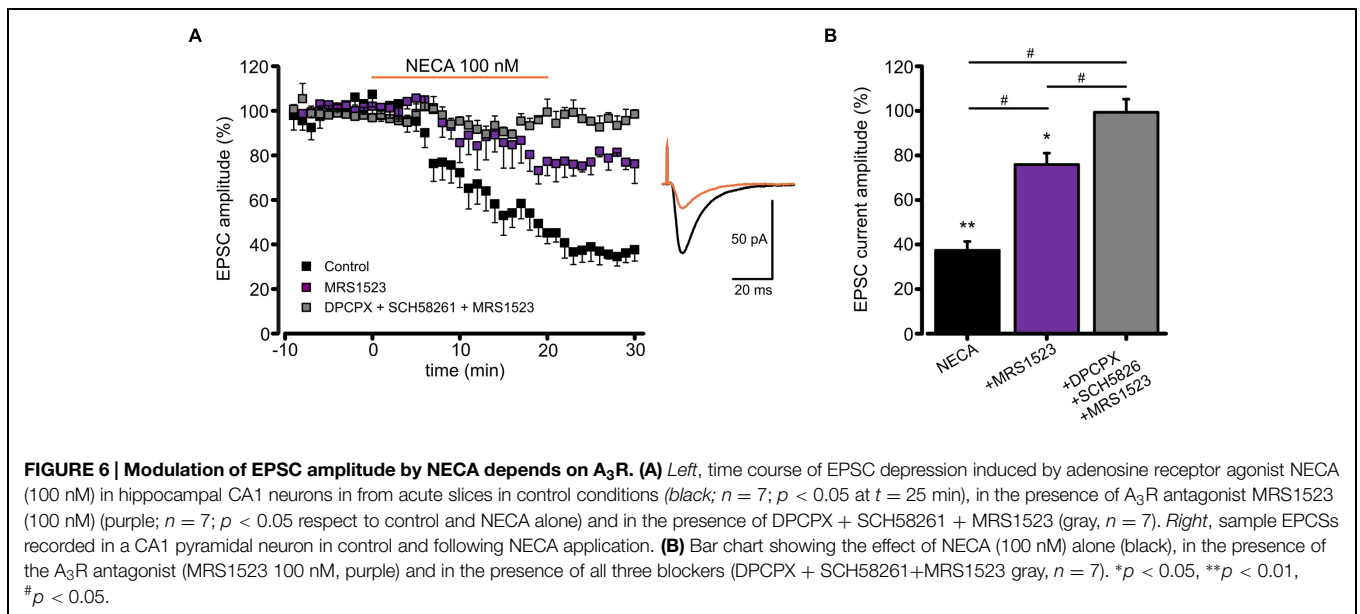 A
B
NECA 100 nM
EPSC amplitude (%)
120
100
80
60
40
20
0
-10
0
10
20
30
time (min)
Control
MRS1523
DPCPX + SCH58261 + MRS1523
50 pA
20 ms
EPSC current amplitude (%)
120
100
80
60
40
20
0
#
#
#
**
*
NECA
+MRS1523
+DPCPX
+SCH5826
+MRS1523
FIGURE 6 | Modulation of EPSC amplitude by NECA depends on A₃R. (A) Left, time course of EPSC depression induced by adenosine receptor agonist NECA
(100 nM) in hippocampal CA1 neurons in from acute slices in control conditions (black; n = 7; p < 0.05 at t = 25 min), in the presence of A₃R antagonist MRS1523
(100 nM) (purple; n = 7; p < 0.05 respect to control and NECA alone) and in the presence of DPCPX + SCH58261 + MRS1523 (gray, n = 7). Right, sample EPCSs
recorded in a CA1 pyramidal neuron in control and following NECA application. (B) Bar chart showing the effect of NECA (100 nM) alone (black), in the presence of
the A₃R antagonist (MRS1523 100 nM, purple) and in the presence of all three blockers (DPCPX + SCH58261+MRS1523 gray, n = 7). *p < 0.05, **p < 0.01,
#p < 0.05.